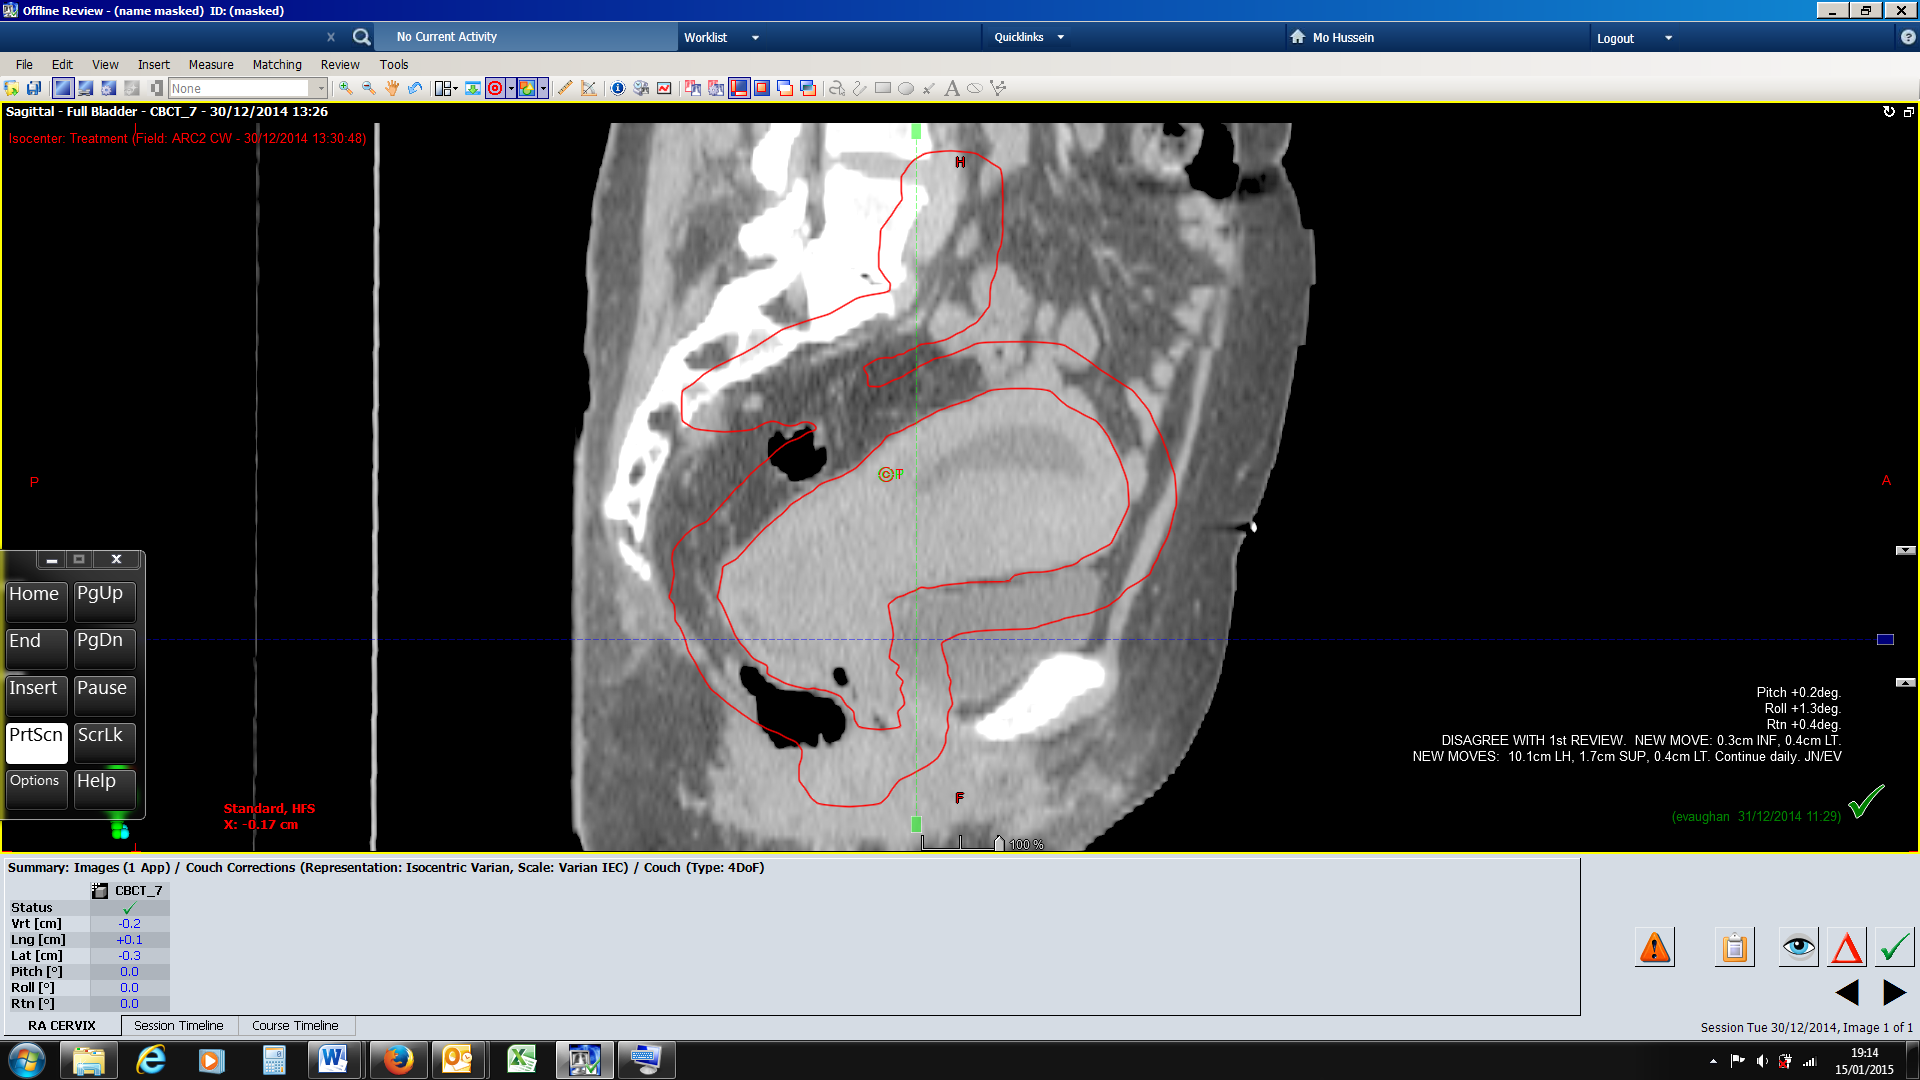 Offline Review - (name masked) ID: (masked)
x No Current Activity Worklist Quicklinks Mo Hussein Logout ?
File Edit View Insert Measure Matching Review Tools
None
Sagittal - Full Bladder - CBCT_7 - 30/12/2014 13:26
Isocenter: Treatment (Field: ARC2 CW - 30/12/2014 13:30:48)
H
P
A
Home PgUp
End PgDn
Insert Pause
PrtScn ScrLk
Options Help
Pitch +0.2deg.
Roll +1.3deg.
Rtn +0.4deg.
DISAGREE WITH 1st REVIEW. NEW MOVE: 0.3cm INF, 0.4cm LT.
NEW MOVES: 10.1cm LH, 1.7cm SUP, 0.4cm LT. Continue daily. JN/EV
F
Standard, HFS
X: -0.17 cm
(evaughan 31/12/2014 11:29)
100 %
Summary: Images (1 App) / Couch Corrections (Representation: Isocentric Varian, Scale: Varian IEC) / Couch (Type: 4DoF)
CBCT_7
Status
Vrt [cm] -0.2
Lng [cm] +0.1
Lat [cm] -0.3
Pitch [°] 0.0
Roll [°] 0.0
Rtn [°] 0.0
RA CERVIX Session Timeline Course Timeline
Session Tue 30/12/2014, Image 1 of 1
19:14
15/01/2015